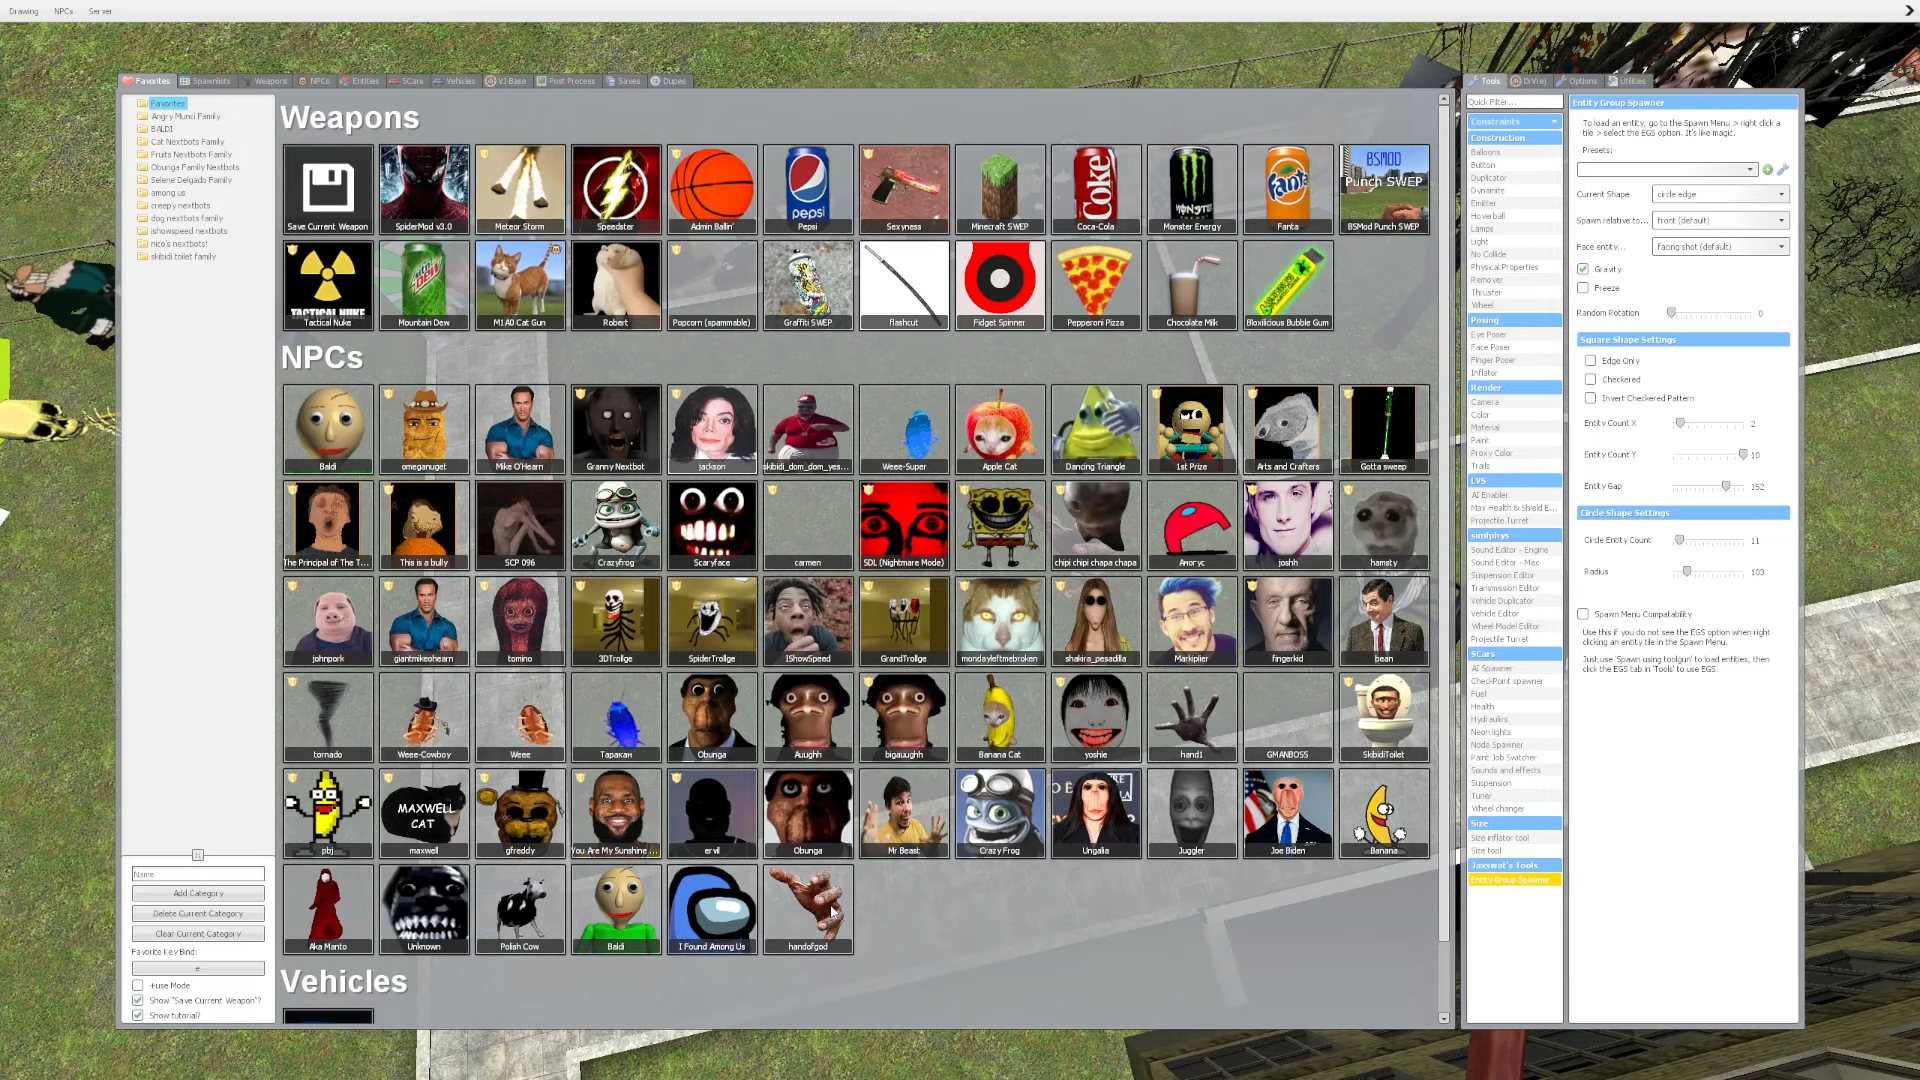 Drawing NPCs Server
Favorites Spawnlists Weapons NPCs Entities SCars Vehicles VJ Base Post Process Saves Dupes
Favorites
Angry Munci Family
BALDI
Cat Nextbots Family
Fruits Nextbots Family
Obunga Family Nextbots
Selene Delgado Family
among us
creepy nextbots
dog nextbots family
ishowspeed nextbots
nico's nextbots!
skibidi toilet family
Name
Add Category
Delete Current Category
Clear Current Category
Favorite Key Bind:
e
+use Mode
Show "Save Current Weapon"?
Show tutorial?
Weapons
pepsi
Coke
MONSTER
ENERGY
Fanta
BSMOD
Punch SWEP
Save Current Weapon SpiderMod v3.0 Meteor Storm Speedster Admin Ballin' Pepsi Sexyness Minecraft SWEP Coca-Cola Monster Energy Fanta BSMod Punch SWEP
TACTICAL NUKE
Tactical Nuke Mountain Dew M1A0 Cat Gun Robert Popcorn (spammable) Graffiti SWEP flashcut Fidget Spinner Pepperoni Pizza Chocolate Milk Bloxilicious Bubble Gum
NPCs
Baldi omeganuget Mike O'Hearn Granny Nextbot jackson skibidi_dom_dom_yes... Weee-Super Apple Cat Dancing Triangle 1st Prize Arts and Crafters Gotta sweep
The Principal of The T... This is a bully SCP 096 Crazyfrog Scaryface carmen SDL (Nightmare Mode) chipi chipi chapa chapa Амогус joshh hamsty
johnpork giantmikeohearn tomino 3DTrollge SpiderTrollge IShowSpeed GrandTrollge mondayleftmebroken shakira_pesadilla Markiplier fingerkid bean
tornado Weee-Cowboy Weee Таракан Obunga Auughh bigauughh Banana Cat yoshie hand1 GMANBOSS SkibidiToilet
MAXWELL
CAT
pbj maxwell gfreddy You Are My Sunshine ... ervil Obunga Mr Beast Crazy Frog Ungalia Juggler Joe Biden Banana
Aka Manto Unknown Polish Cow Baldi I Found Among Us handofgod
Vehicles
Tools DrVrej Options Utilities
Quick Filter...
Constraints
Construction
Balloons
Button
Duplicator
Dynamite
Emitter
Hoverball
Lamps
Light
No Collide
Physical Properties
Remover
Thruster
Wheel
Posing
Eye Poser
Face Poser
Finger Poser
Inflator
Render
Camera
Color
Material
Paint
Proxy Color
Trails
LVS
AI Enabler
Max Health & Shield E...
Projectile Turret
simfphys
Sound Editor - Engine
Sound Editor - Misc
Suspension Editor
Transmission Editor
Vehicle Duplicator
Vehicle Editor
Wheel Model Editor
Projectile Turret
SCars
AI Spawner
CheckPoint spawner
Fuel
Health
Hydraulics
Neon lights
Node Spawner
Paint Job Switcher
Sounds and effects
Suspension
Tuner
Wheel changer
Size
Size inflator tool
Size tool
Jaxswat's Tools
Entity Group Spawner
Entity Group Spawner
To load an entity, go to the Spawn Menu > right click a
tile > select the EGS option. It's like magic.
Presets:
Current Shape circle edge
Spawn relative to... front (default)
Face entity... facing shot (default)
Gravity
Freeze
Random Rotation 0
Square Shape Settings
Edge Only
Checkered
Invert Checkered Pattern
Entity Count X 2
Entity Count Y 10
Entity Gap 152
Circle Shape Settings
Circle Entity Count 11
Radius 103
Spawn Menu Compatability
Use this if you do not see the EGS option when right
clicking an entity tile in the Spawn Menu.
Just use 'Spawn using toolgun' to load entities, then
click the EGS tab in 'Tools' to use EGS.